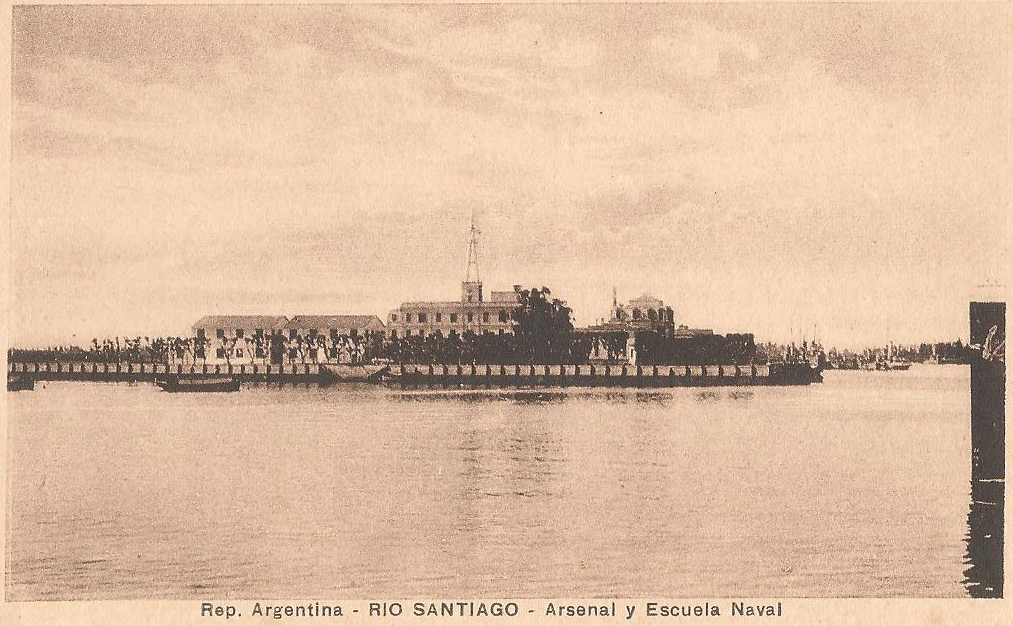 Rep. Argentina - RIO SANTIAGO - Arsenal y Escuela Naval